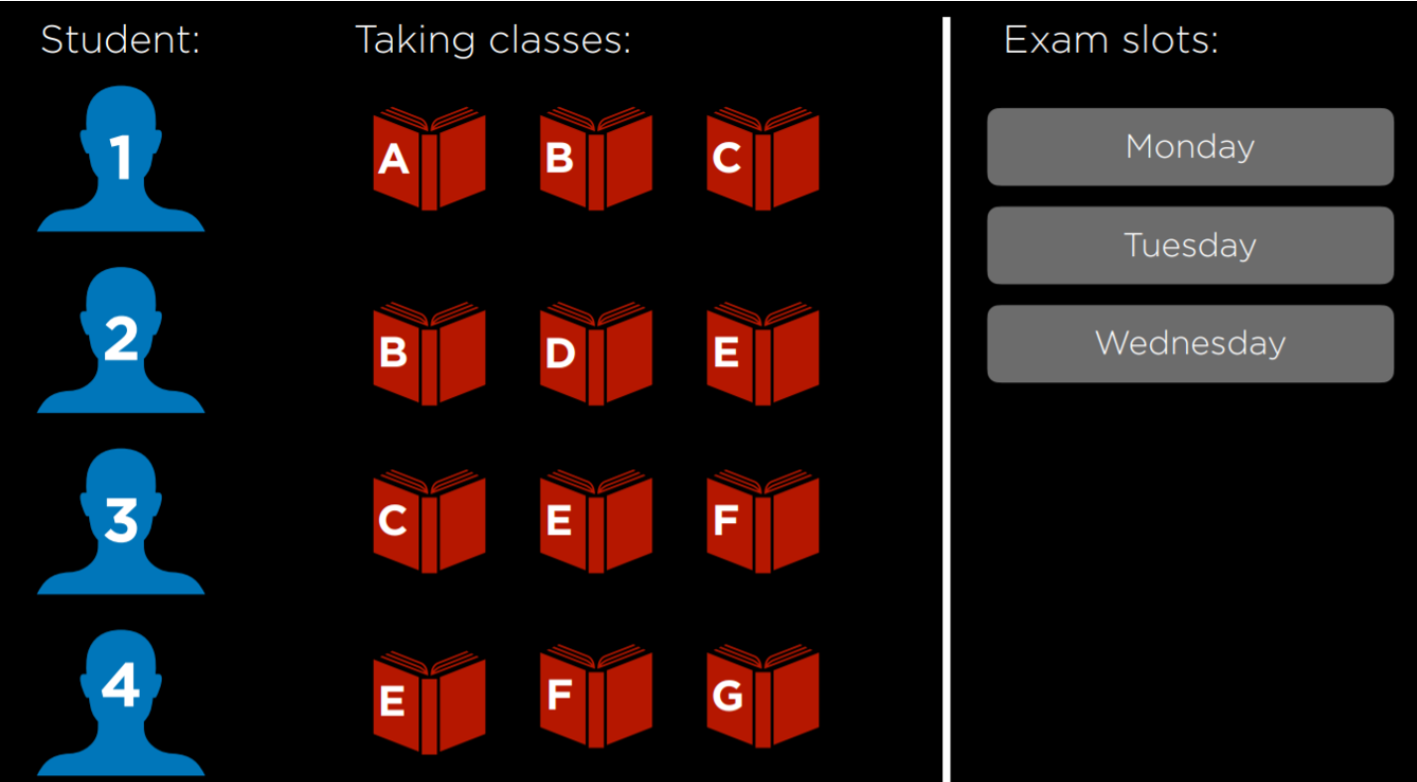 Student: Taking classes: Exam slots:
1 A B C Monday
Tuesday
2 B D E Wednesday
3 C E F
4 E F G